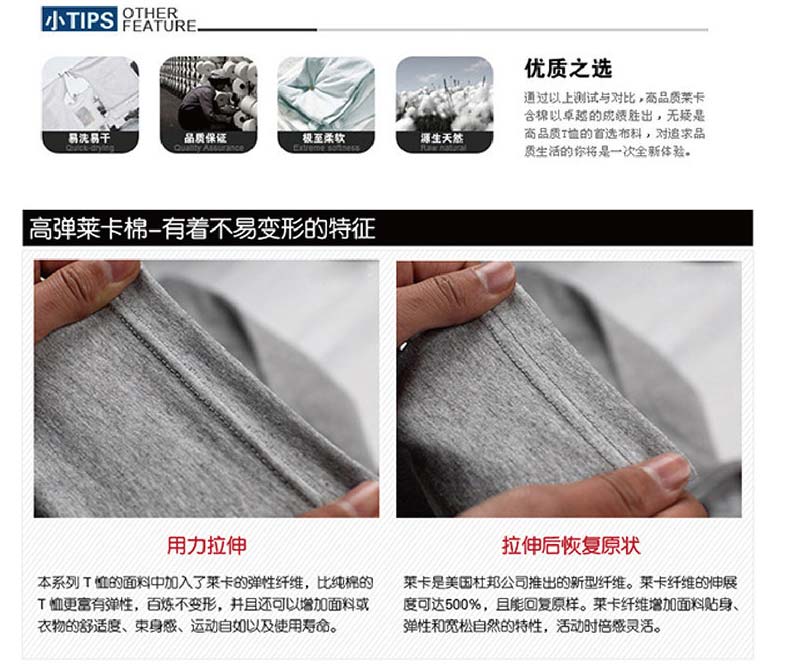 小TIPS OTHER
FEATURE
易洗易干
Quick-drying
品质保证
Quality Assurance
极至柔软
Extreme softness
源生天然
Raw natural
优质之选
通过以上测试与对比,高品质莱卡
含棉以卓越的成绩胜出,无疑是
高品质T恤的首选布料,对追求品
质生活的你将是一次全新体验。
高弹莱卡棉-有着不易变形的特征
用力拉伸
本系列 T 恤的面料中加入了莱卡的弹性纤维,比纯棉的
T 恤更富有弹性,百炼不变形,并且还可以增加面料或
衣物的舒适度、束身感、运动自如以及使用寿命。
拉伸后恢复原状
莱卡是美国杜邦公司推出的新型纤维。莱卡纤维的伸展
度可达500%,且能回复原样。莱卡纤维增加面料贴身、
弹性和宽松自然的特性,活动时倍感灵活。